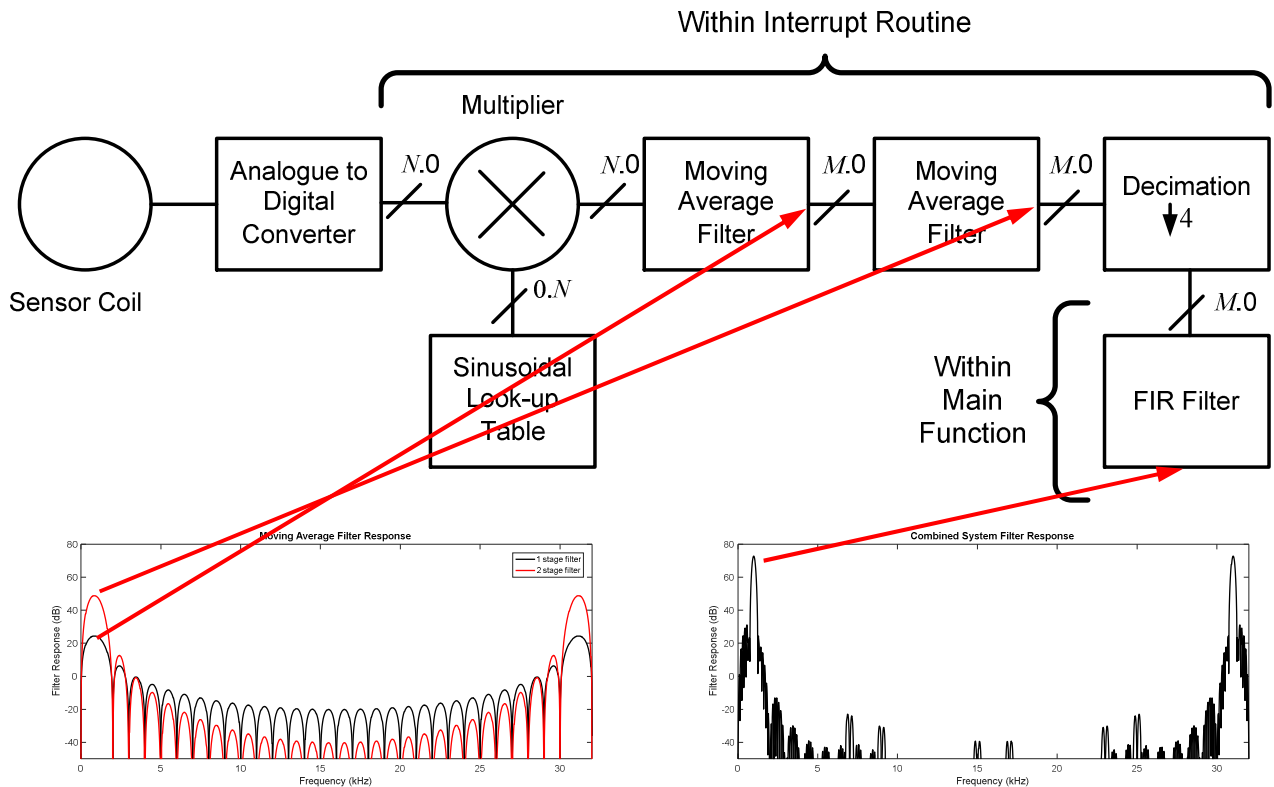 Within Interrupt Routine
Multiplier
Analogue to
Digital
Converter
N.0
N.0
Moving
Average
Filter
M.0
Moving
Average
Filter
M.0
Decimation
4
Sensor Coil
0.N
M.0
Sinusoidal
Look-up
Table
Within
Main
Function
FIR Filter
Moving Average Filter Response
80
60
40
20
0
-20
-40
Filter Response (dB)
1 stage filter
2 stage filter
0
5
10
15
20
25
30
Frequency (kHz)
Combined System Filter Response
80
60
40
20
0
-20
-40
Filter Response (dB)
0
5
10
15
20
25
30
Frequency (kHz)